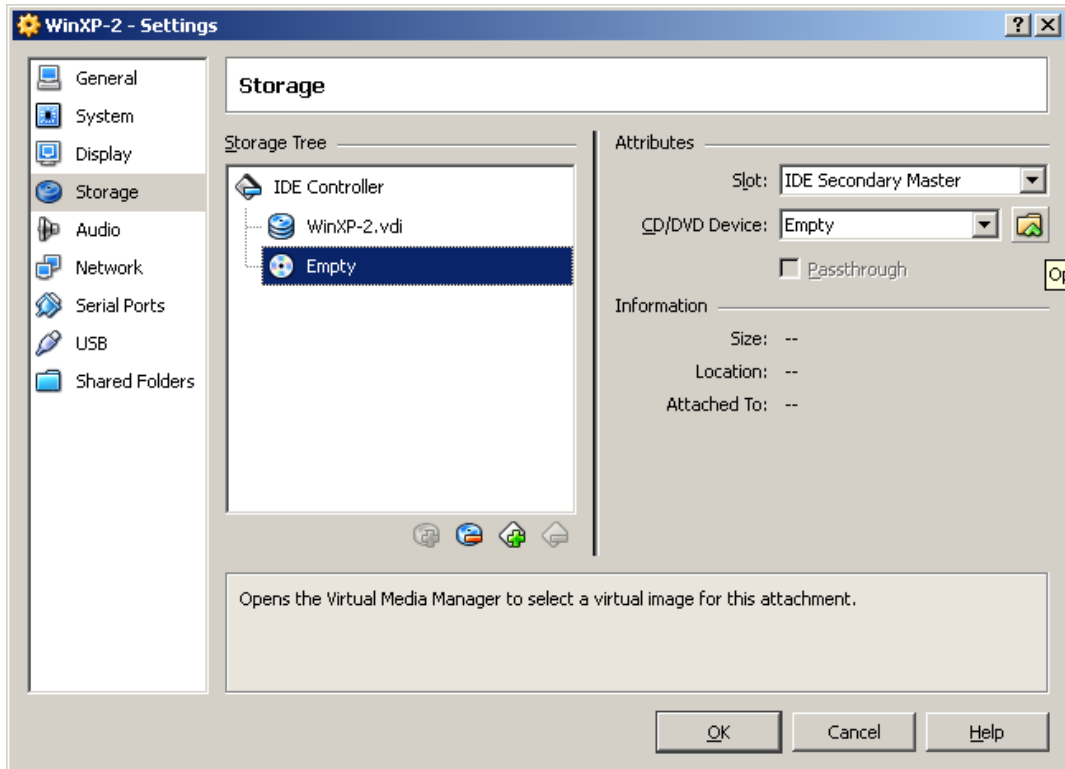 WinXP-2 - Settings
General
System
Display
Storage
Audio
Network
Serial Ports
USB
Shared Folders
Storage
Storage Tree
IDE Controller
WinXP-2.vdi
Empty
Attributes
Slot: IDE Secondary Master
CD/DVD Device: Empty
Passthrough
Op
Information
Size: --
Location: --
Attached To: --
Opens the Virtual Media Manager to select a virtual image for this attachment.
OK Cancel Help